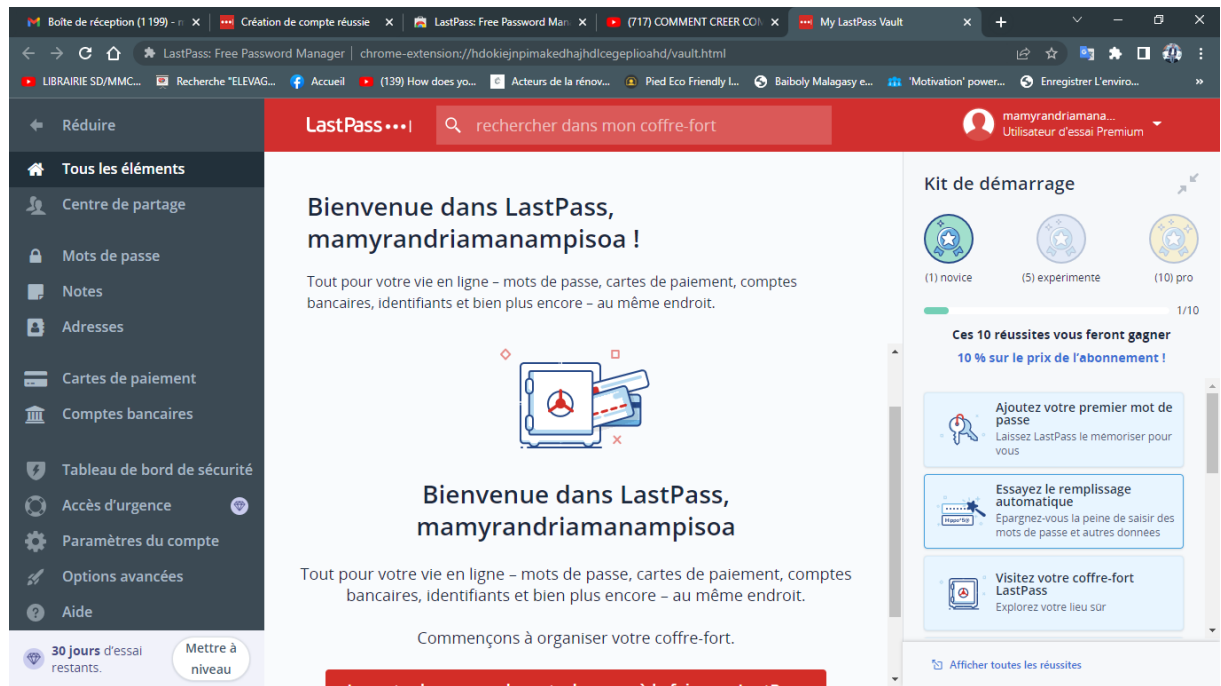 Boîte de réception (1 199) - n
Création de compte réussie
LastPass: Free Password Man
(717) COMMENT CREER CON
My LastPass Vault
LastPass: Free Password Manager | chrome-extension://hdokiejnpimakedhajhdlcegeplioahd/vault.html
LIBRAIRIE SD/MMC...
Recherche "ELEVAG...
Accueil
(139) How does yo...
Acteurs de la rénov...
Pied Eco Friendly I...
Baiboly Malagasy e...
'Motivation' power...
Enregistrer L'enviro...
»
Réduire
Tous les éléments
Centre de partage
Mots de passe
Notes
Adresses
Cartes de paiement
Comptes bancaires
Tableau de bord de sécurité
Accès d'urgence
Paramètres du compte
Options avancées
Aide
30 jours d'essai
restants.
Mettre à
niveau
LastPass•••|
rechercher dans mon coffre-fort
mamyrandriamana...
Utilisateur d'essai Premium
Bienvenue dans LastPass,
mamyrandriamanampisoa !
Tout pour votre vie en ligne – mots de passe, cartes de paiement, comptes
bancaires, identifiants et bien plus encore – au même endroit.
Bienvenue dans LastPass,
mamyrandriamanampisoa
Tout pour votre vie en ligne – mots de passe, cartes de paiement, comptes
bancaires, identifiants et bien plus encore – au même endroit.
Commençons à organiser votre coffre-fort.
Kit de démarrage
(1) novice
(5) expérimenté
(10) pro
1/10
Ces 10 réussites vous feront gagner
10 % sur le prix de l'abonnement !
Ajoutez votre premier mot de
passe
Laissez LastPass le mémoriser pour
vous
Essayez le remplissage
automatique
Épargnez-vous la peine de saisir des
mots de passe et autres données
Visitez votre coffre-fort
LastPass
Explorez votre lieu sûr
Afficher toutes les réussites